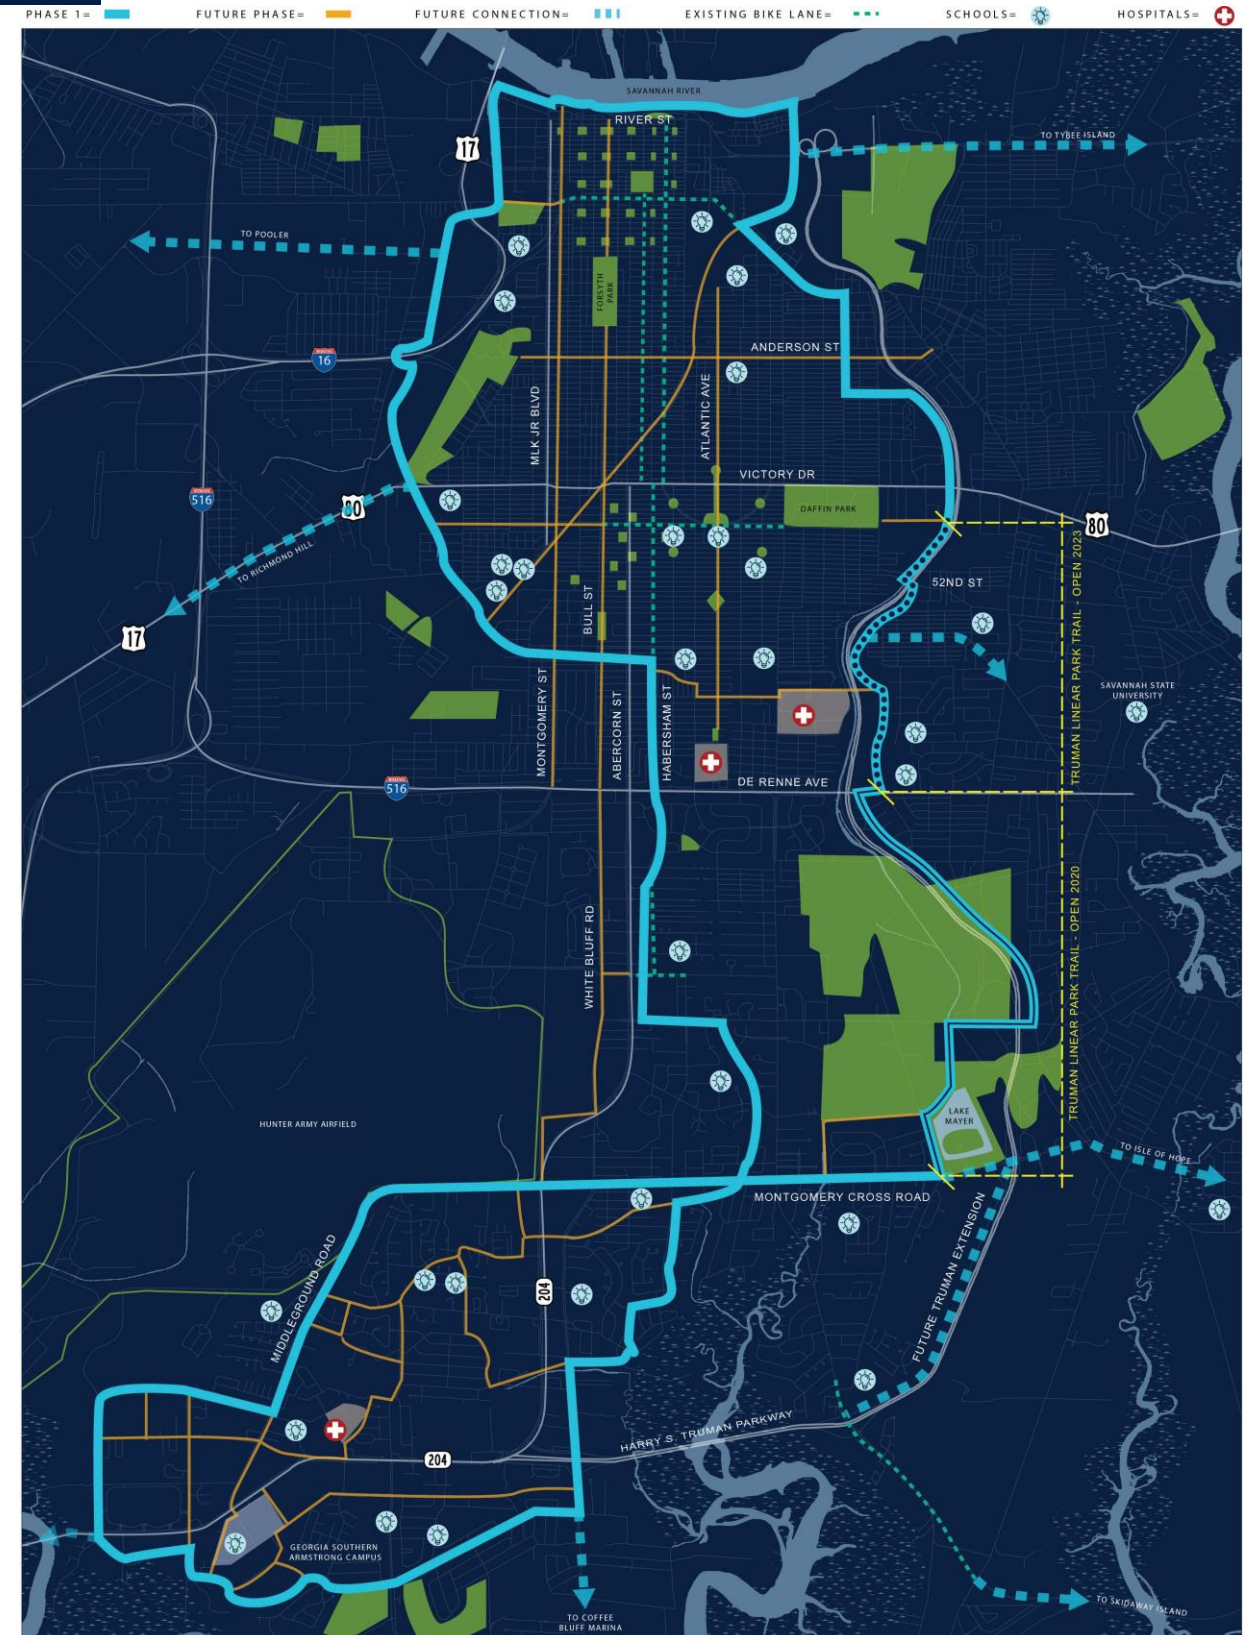 PHASE 1=
FUTURE PHASE=
FUTURE CONNECTION=
EXISTING BIKE LANE=
SCHOOLS=
HOSPITALS=
SAVANNAH RIVER
RIVER ST
17
TO TYBEE ISLAND
TO POOLER
FORSYTH
PARK
ANDERSON ST
16
MLK JR BLVD
ATLANTIC AVE
VICTORY DR
516
80
DAFFIN PARK
80
TO RICHMOND HILL
52ND ST
17
BULL ST
TRUMAN LINEAR PARK TRAIL - OPEN 2023
SAVANNAH STATE
UNIVERSITY
MONTGOMERY ST
ABERCORN ST
HABERSHAM ST
DE RENNE AVE
516
WHITE BLUFF RD
TRUMAN LINEAR PARK TRAIL - OPEN 2020
HUNTER ARMY AIRFIELD
LAKE
MAYER
TO ISLE OF HOPE
MONTGOMERY CROSS ROAD
MIDDLEGROUND ROAD
204
FUTURE TRUMAN EXTENSION
HARRY S. TRUMAN PARKWAY
204
GEORGIA SOUTHERN
ARMSTRONG CAMPUS
TO COFFEE
BLUFF MARINA
TO SKIDAWAY ISLAND